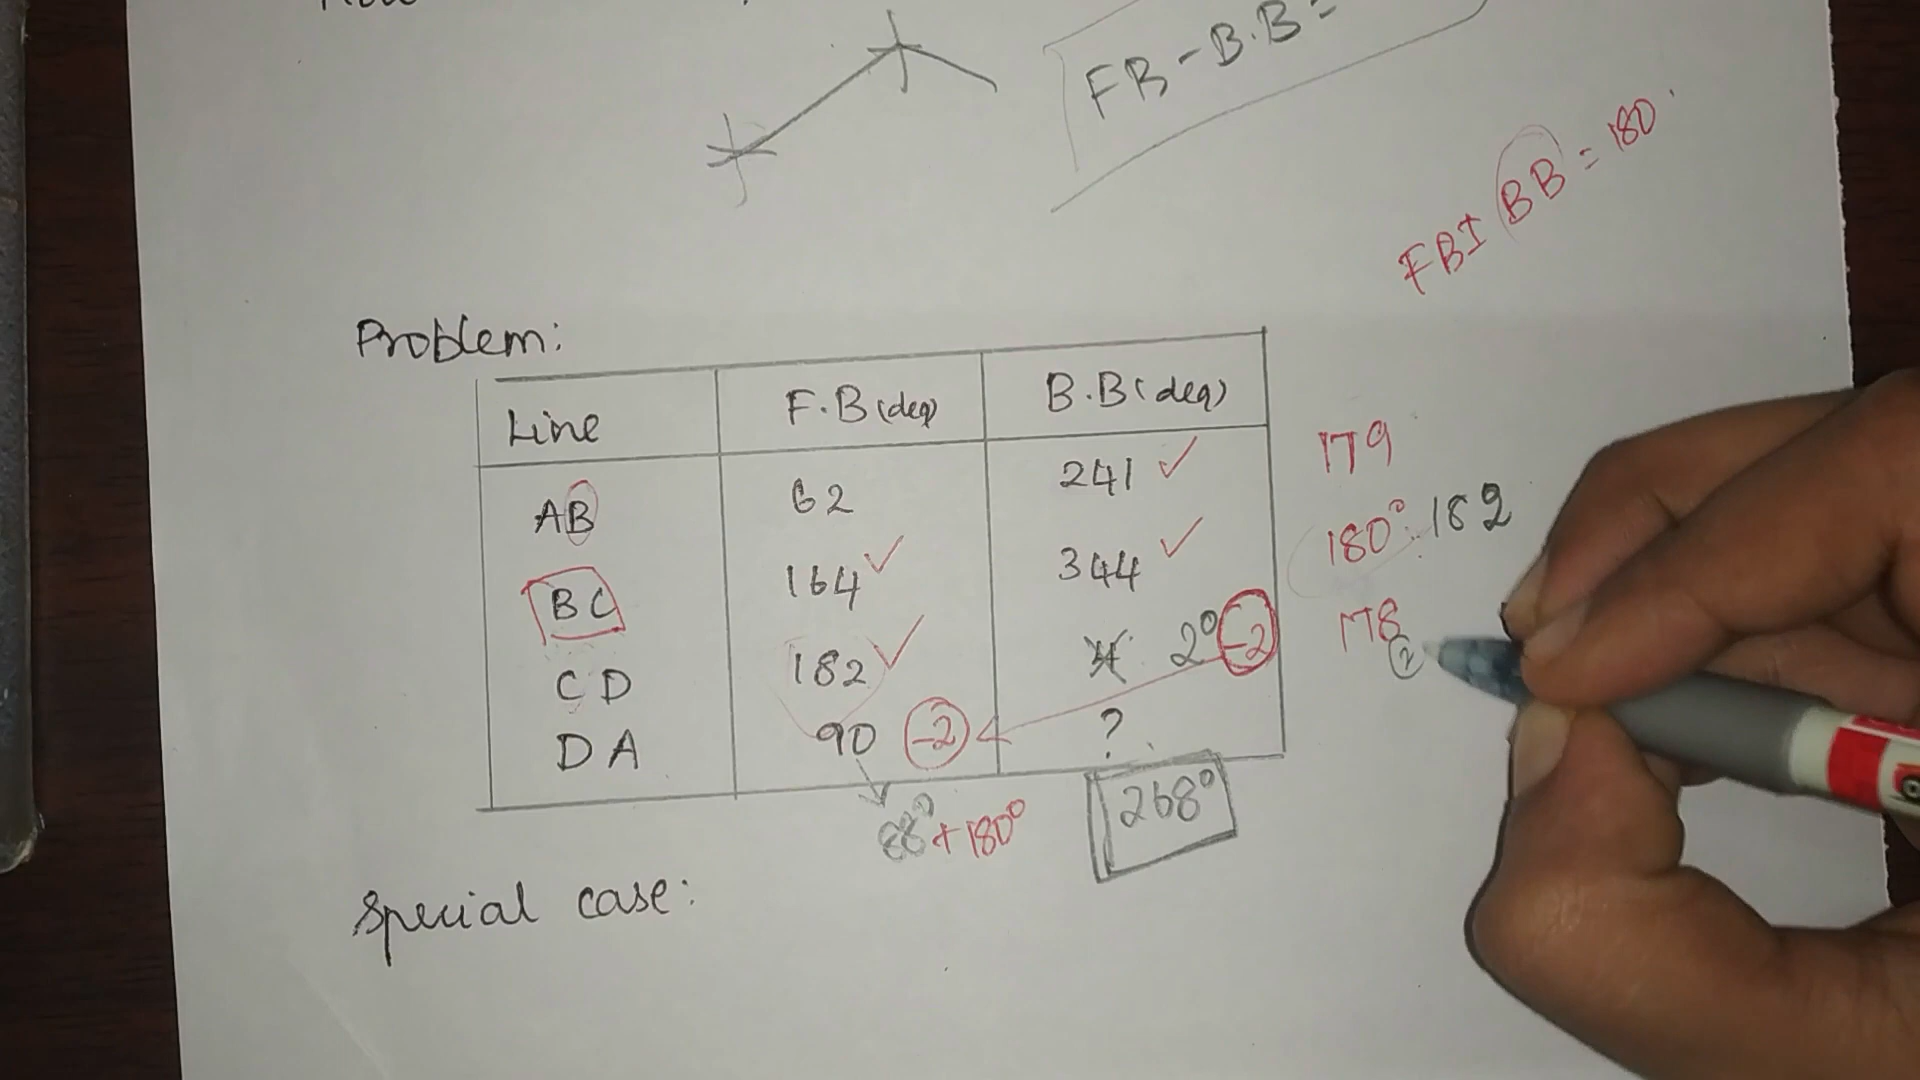 FB - B.B =
FB ± BB = 180
Problem:
Line F.B (deg) B.B (deg)
AB 62 241 ✓ 179
BC 164 ✓ 344 ✓ 180° 182
CD 182 ✓ 2° -2 178 2
DA 90 -2 ?
88° + 180° 268°
Special case: